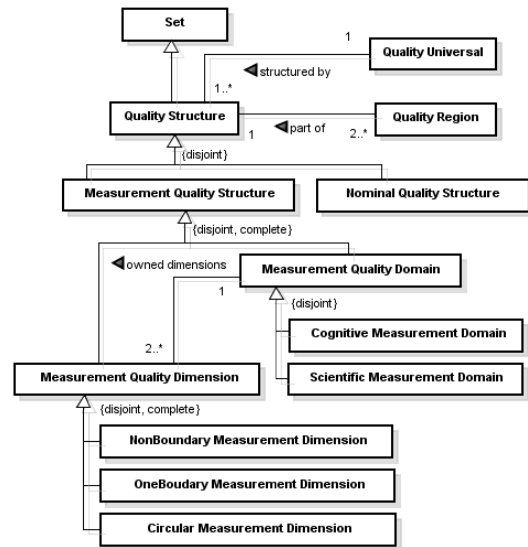 Set
1
Quality Universal
structured by
1..*
Quality Structure
1
part of
2..*
Quality Region
{disjoint}
Measurement Quality Structure
Nominal Quality Structure
{disjoint, complete}
owned dimensions
Measurement Quality Domain
1
{disjoint}
Cognitive Measurement Domain
2..*
Measurement Quality Dimension
Scientific Measurement Domain
{disjoint, complete}
NonBoundary Measurement Dimension
OneBoudary Measurement Dimension
Circular Measurement Dimension